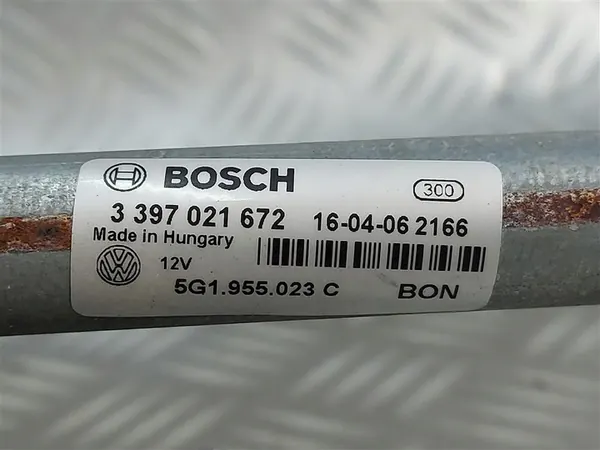 BOSCH 300
3 397 021 672 16-04-06 2166
Made in Hungary
12V
5G1.955.023 C BON